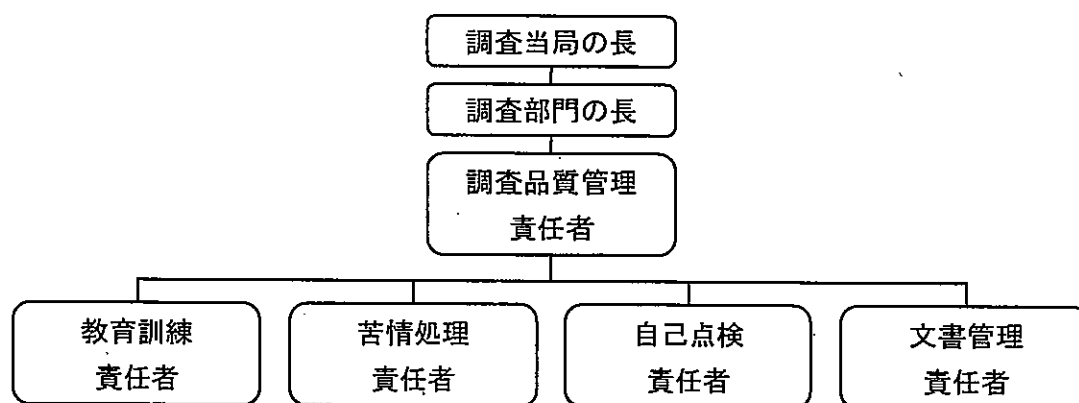 調査当局の長
調査部門の長
調査品質管理
責任者
教育訓練
責任者
苦情処理
責任者
自己点検
責任者
文書管理
責任者